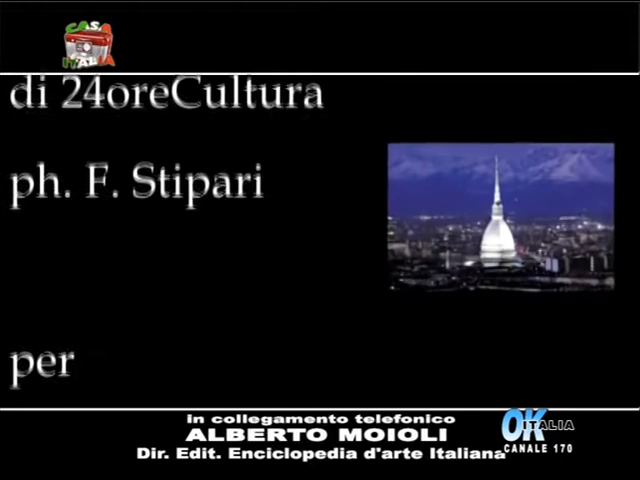 CASA
ITALIA
di 24oreCultura
ph. F. Stipari
per
in collegamento telefonico
ALBERTO MOIOLI
Dir. Edit. Enciclopedia d'arte Italiana
OK
ITALIA
CANALE 170